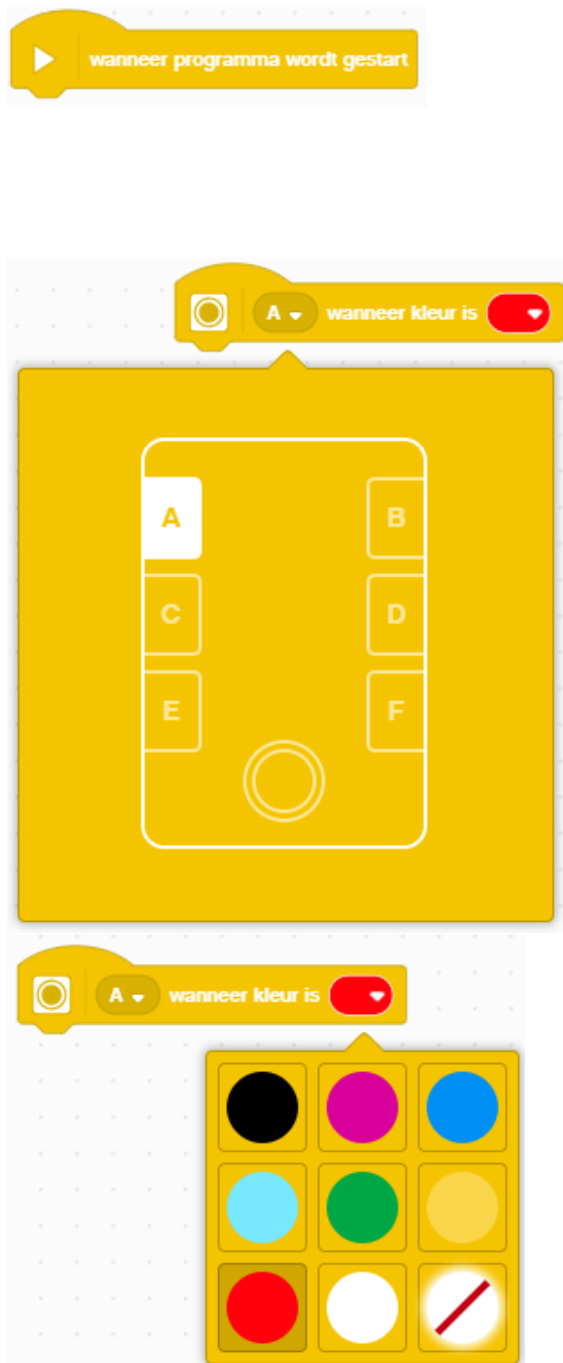 wanneer programma wordt gestart
A wanneer kleur is
A B
C D
E F
A wanneer kleur is